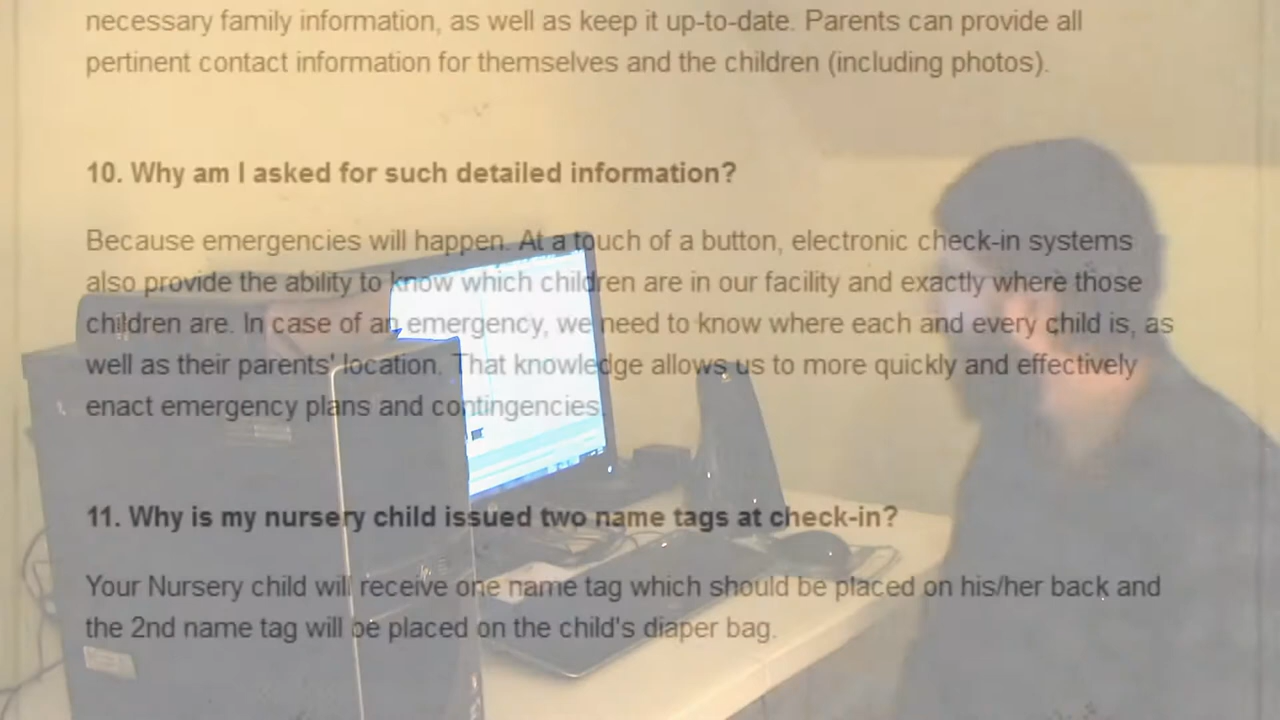 necessary family information, as well as keep it up-to-date. Parents can provide all
pertinent contact information for themselves and the children (including photos).
10. Why am I asked for such detailed information?
Because emergencies will happen. At a touch of a button, electronic check-in systems
also provide the ability to know which children are in our facility and exactly where those
children are. In case of an emergency, we need to know where each and every child is, as
well as their parents' location. That knowledge allows us to more quickly and effectively
enact emergency plans and contingencies.
11. Why is my nursery child issued two name tags at check-in?
Your Nursery child will receive one name tag which should be placed on his/her back and
the 2nd name tag will be placed on the child's diaper bag.